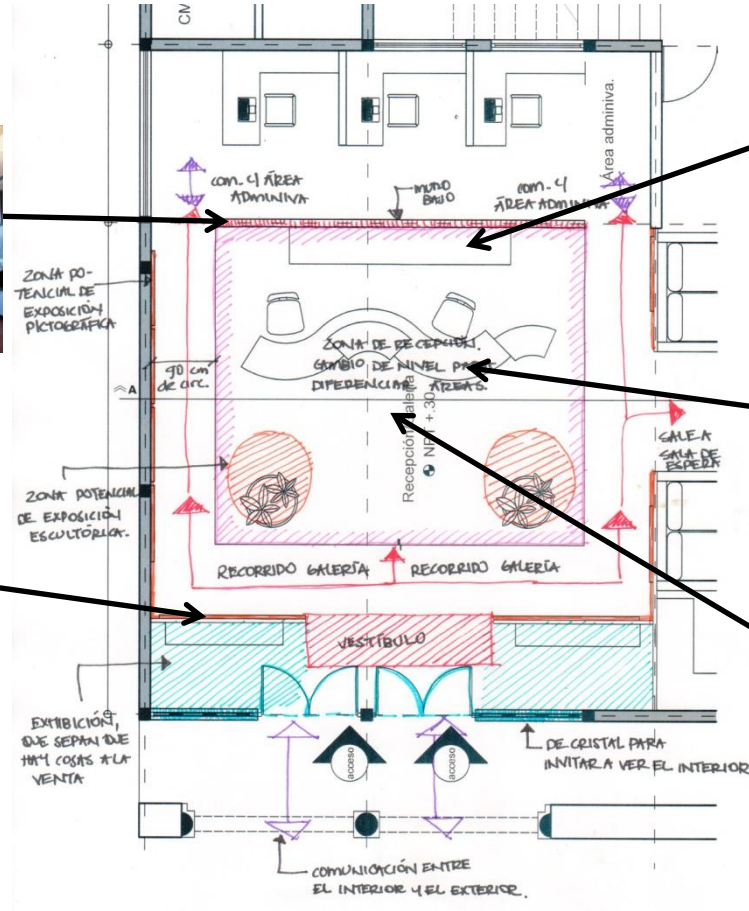 CM
Área adminiva.
COM. Y ÁREA
ADMINIVA
MURO
BAJO
COM. Y
ÁREA ADMINIVA
ZONA PO-
TENCIAL DE
EXPOSICIÓN
PICTOGRÁFICA
90 cm
de circ.
A
ZONA DE RECEPCIÓN.
CAMBIO DE NIVEL PARA
DIFERENCIAR ÁREAS.
Recepción galería
NPT +.30
SALE A
SALA DE
ESPERA
ZONA POTENCIAL
DE EXPOSICIÓN
ESCULTÓRICA.
RECORRIDO GALERÍA
RECORRIDO GALERÍA
VESTÍBULO
EXHIBICIÓN,
QUE SEPAN QUE
HAY COSAS A LA
VENTA
acceso
acceso
DE CRISTAL PARA
INVITAR A VER EL INTERIOR
COMUNICACIÓN ENTRE
EL INTERIOR Y EL EXTERIOR.